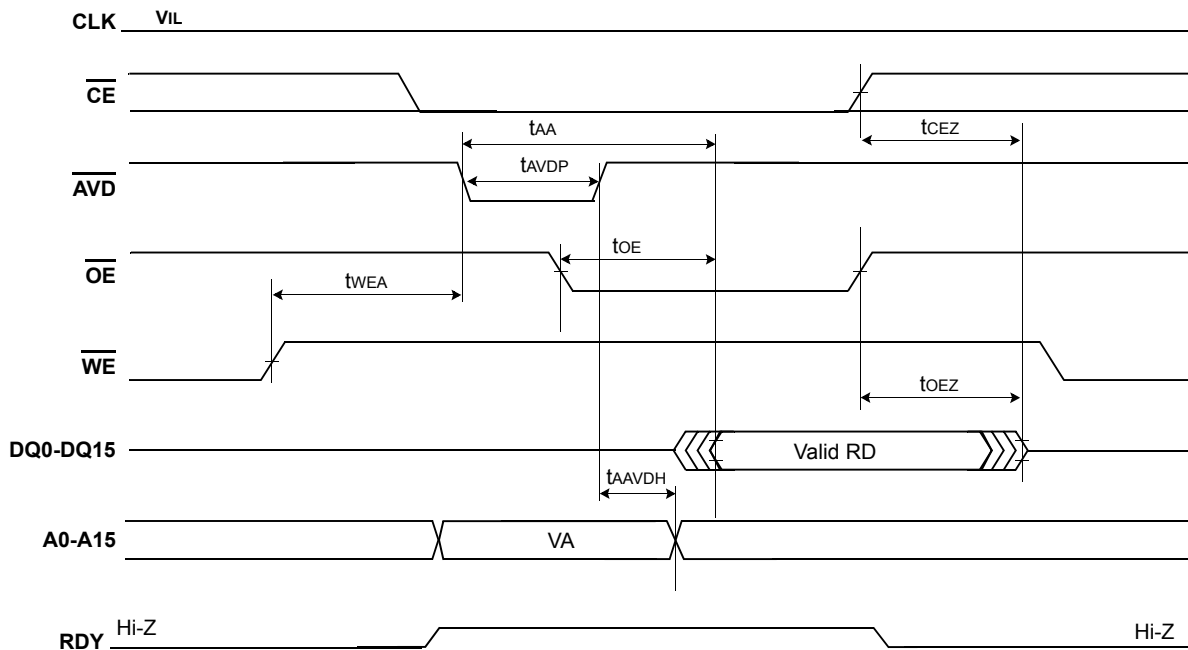 CLK VIL
CE
tAA tCEZ
AVD tAVDP
OE tOE
tWEA
WE
tOEZ
DQ0-DQ15 Valid RD
tAAVDH
A0-A15 VA
RDY Hi-Z Hi-Z